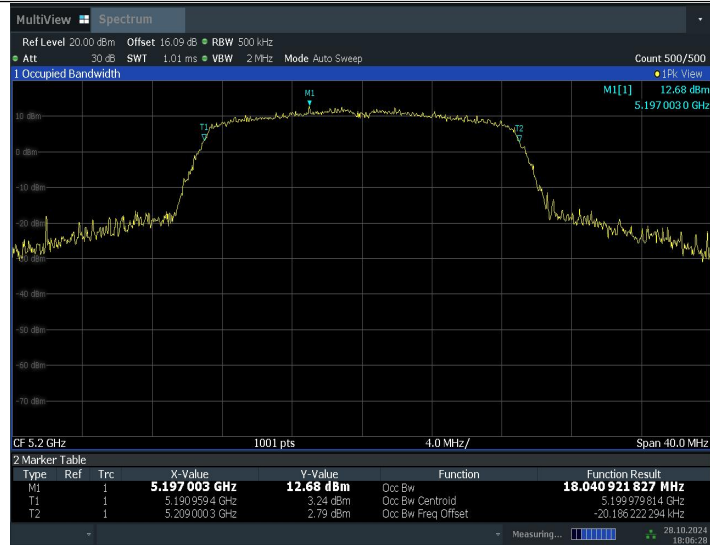 MultiView Spectrum
Ref Level 20.00 dBm Offset 16.09 dB RBW 500 kHz
Att 30 dB SWT 1.01 ms VBW 2 MHz Mode Auto Sweep Count 500/500
1 Occupied Bandwidth 1Pk View
M1[1] 12.68 dBm
5.197 003 0 GHz
M1
10 dBm
T1
T2
0 dBm
-10 dBm
-20 dBm
-30 dBm
-40 dBm
-50 dBm
-60 dBm
-70 dBm
CF 5.2 GHz 1001 pts 4.0 MHz/ Span 40.0 MHz
2 Marker Table
Type Ref Trc X-Value Y-Value Function Function Result
M1 1 5.197 003 GHz 12.68 dBm Occ Bw 18.040 921 827 MHz
T1 1 5.190 959 4 GHz 3.24 dBm Occ Bw Centroid 5.199 979 814 GHz
T2 1 5.209 000 3 GHz 2.79 dBm Occ Bw Freq Offset -20.186 222 294 kHz
Measuring... 28.10.2024
18:06:28